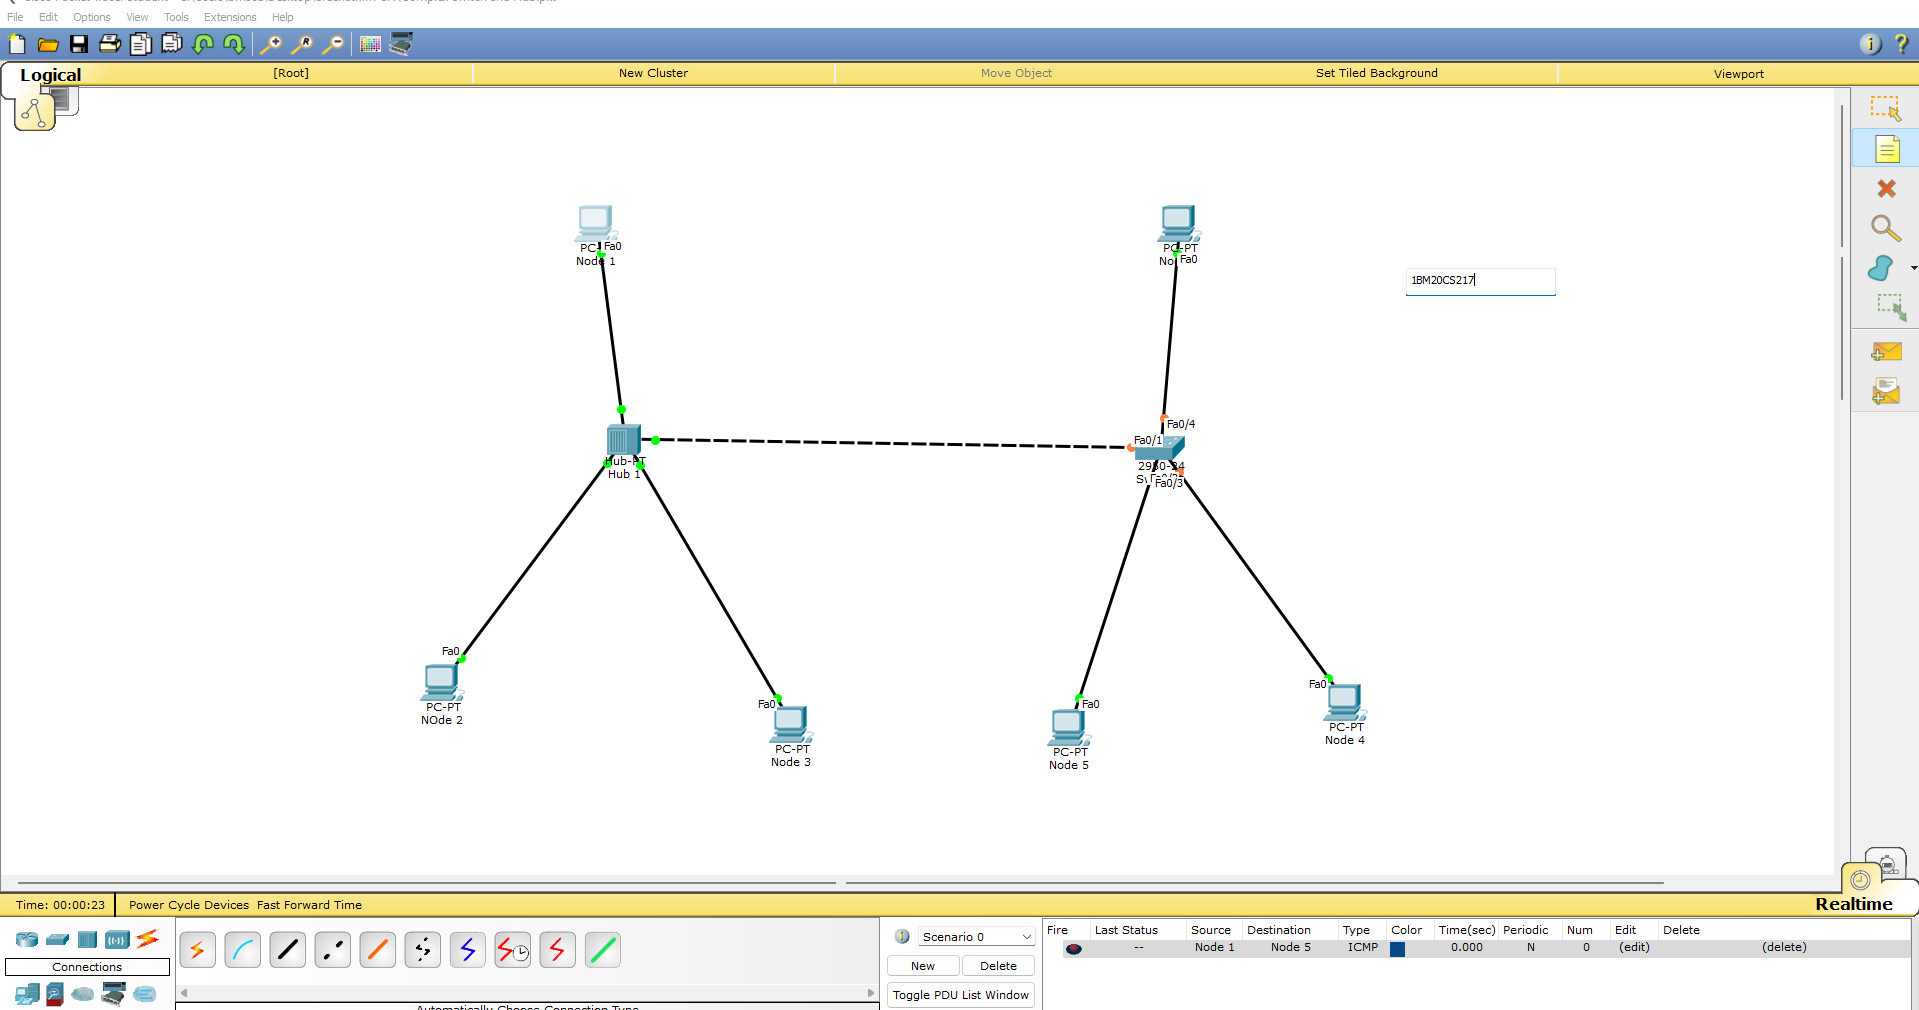 File Edit Options View Tools Extensions Help
Logical [Root] New Cluster Move Object Set Tiled Background Viewport
PC- Fa0
Node 1
PC-PT
No Fa0
1BM20CS217
Fa0/4
Fa0/1
Hub-PT
Hub 1
Fa0/3
Fa0
PC-PT
NOde 2
Fa0
PC-PT
Node 3
Fa0
PC-PT
Node 5
Fa0
PC-PT
Node 4
Time: 00:00:23 Power Cycle Devices Fast Forward Time
Realtime
Connections
Automatically Choose Connection Type
Scenario 0
New Delete
Toggle PDU List Window
Fire Last Status Source Destination Type Color Time(sec) Periodic Num Edit Delete
-- Node 1 Node 5 ICMP 0.000 N 0 (edit) (delete)